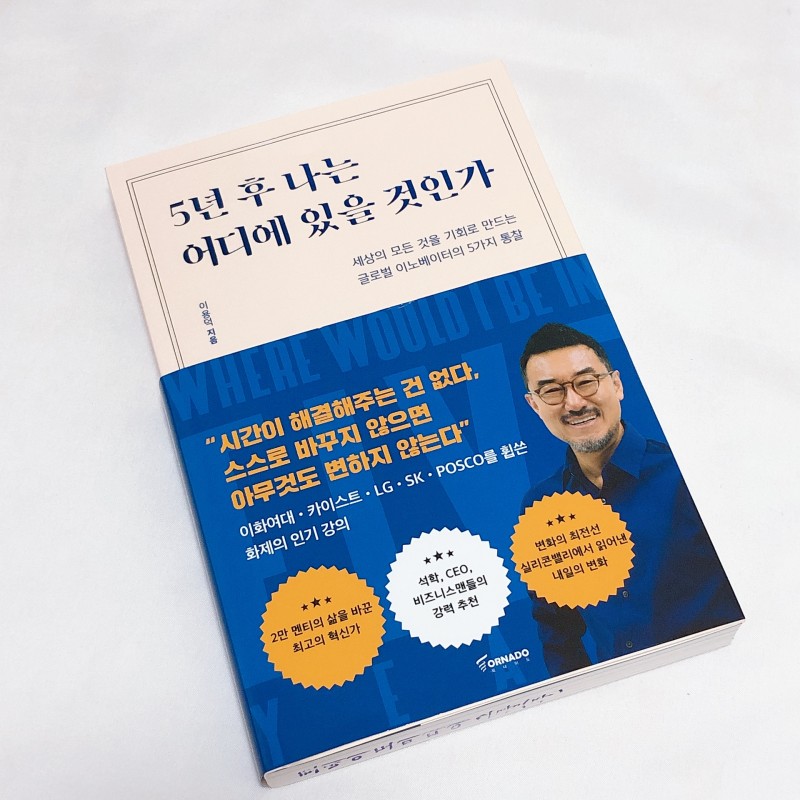 5년 후 나는
어디에 있을 것인가
세상의 모든 것을 기회로 만드는
글로벌 이노베이터의 5가지 통찰
이용덕 지음
WHERE WOULD I BE IN
“시간이 해결해주는 건 없다,
스스로 바꾸지 않으면
아무것도 변하지 않는다”
이화여대 · 카이스트 · LG · SK · POSCO를 휩쓴
화제의 인기 강의
2만 멘티의 삶을 바꾼
최고의 혁신가
석학, CEO,
비즈니스맨들의
강력 추천
변화의 최전선
실리콘밸리에서 읽어낸
내일의 변화
FORNADO